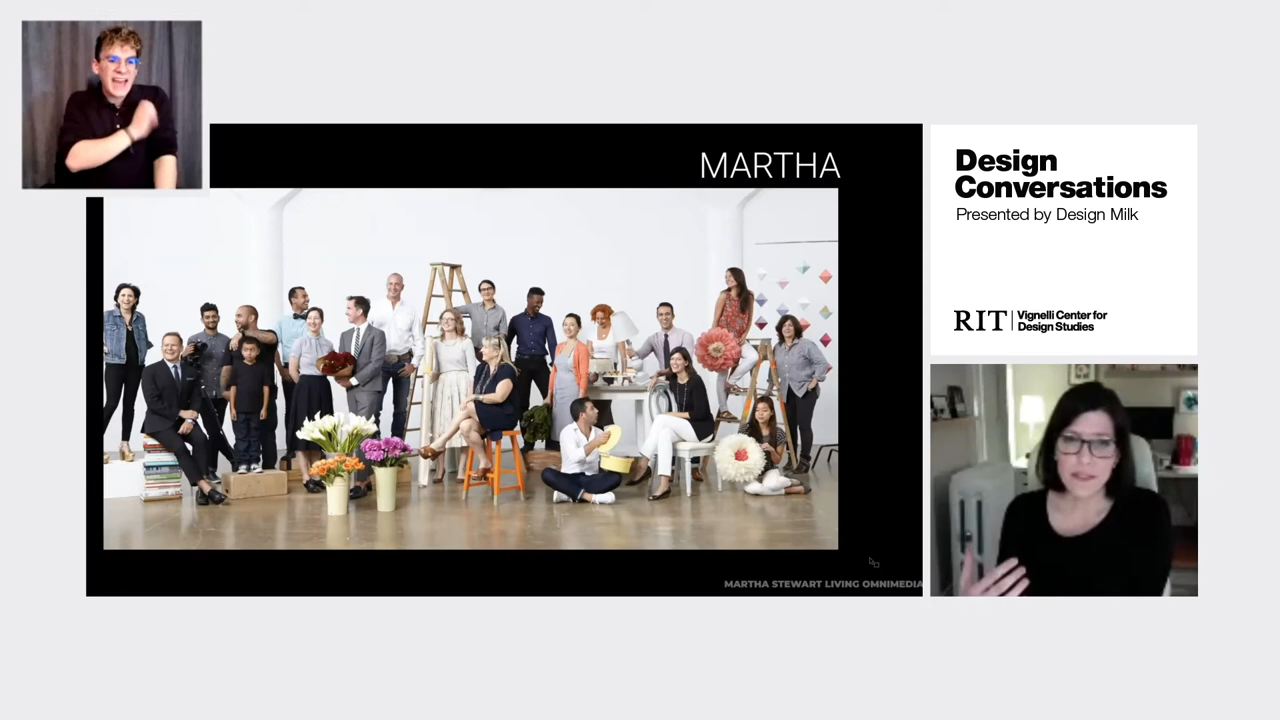 MARTHA
MARTHA STEWART LIVING OMNIMEDIA
Design
Conversations
Presented by Design Milk
RIT
Vignelli Center for
Design Studies